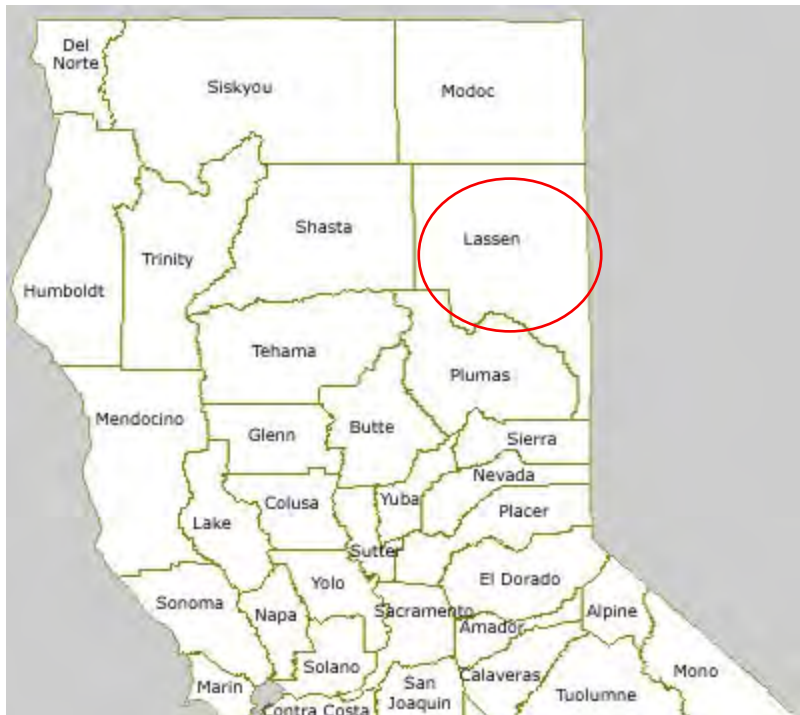 Del
Norte
Siskyou
Modoc
Shasta
Lassen
Trinity
Humboldt
Tehama
Plumas
Mendocino
Glenn
Butte
Sierra
Nevada
Colusa
Yuba
Placer
Lake
Sutter
Yolo
El Dorado
Sonoma
Napa
Sacramento
Alpine
Amador
Solano
Marin
San
Joaquin
Calaveras
Mono
Tuolumne
Contra Costa